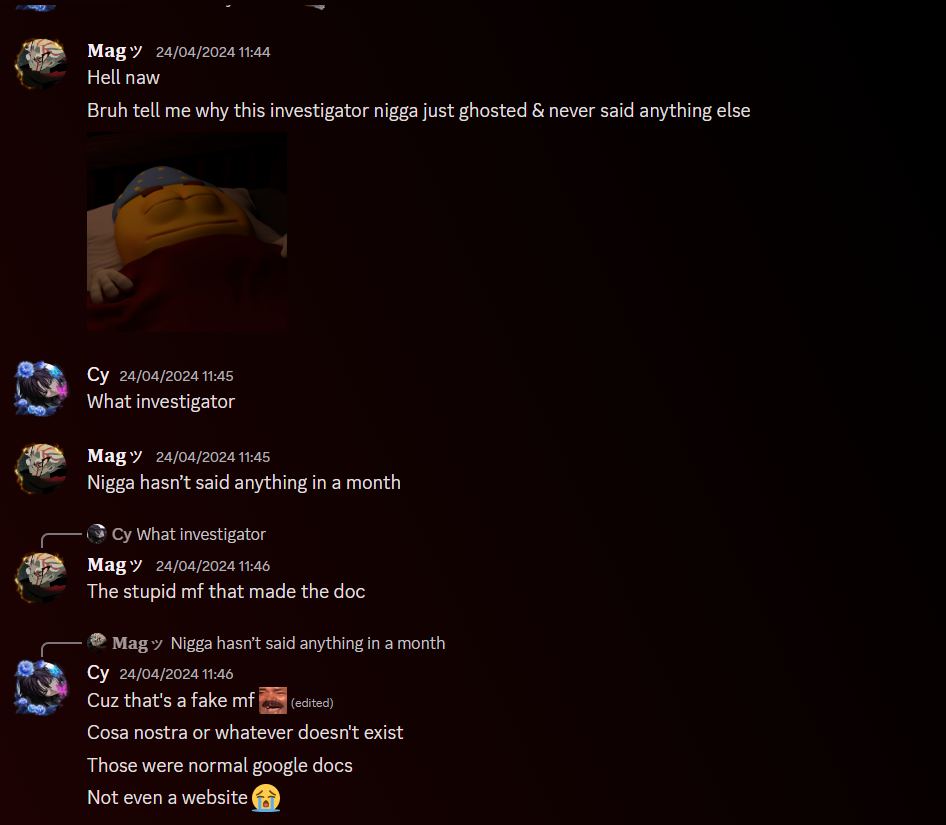 Magッ 24/04/2024 11:44
Hell naw
Bruh tell me why this investigator nigga just ghosted & never said anything else
Cy 24/04/2024 11:45
What investigator
Magッ 24/04/2024 11:45
Nigga hasn't said anything in a month
Cy What investigator
Magッ 24/04/2024 11:46
The stupid mf that made the doc
Magッ Nigga hasn't said anything in a month
Cy 24/04/2024 11:46
Cuz that's a fake mf (edited)
Cosa nostra or whatever doesn't exist
Those were normal google docs
Not even a website 😭